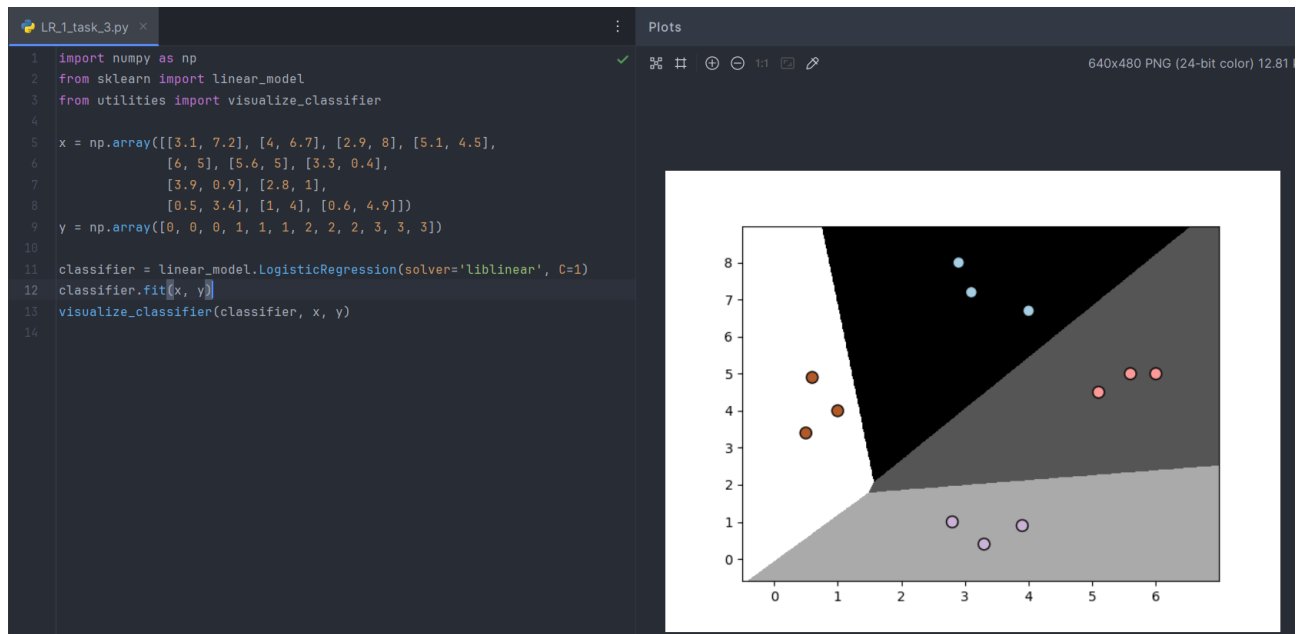 LR_1_task_3.py
1 import numpy as np
2 from sklearn import linear_model
3 from utilities import visualize_classifier
4
5 x = np.array([[3.1, 7.2], [4, 6.7], [2.9, 8], [5.1, 4.5],
6 [6, 5], [5.6, 5], [3.3, 0.4],
7 [3.9, 0.9], [2.8, 1],
8 [0.5, 3.4], [1, 4], [0.6, 4.9]])
9 y = np.array([0, 0, 0, 1, 1, 1, 2, 2, 2, 3, 3, 3])
10
11 classifier = linear_model.LogisticRegression(solver='liblinear', C=1)
12 classifier.fit(x, y)
13 visualize_classifier(classifier, x, y)
14
Plots
1:1
640x480 PNG (24-bit color) 12.81
8
7
6
5
4
3
2
1
0
0 1 2 3 4 5 6